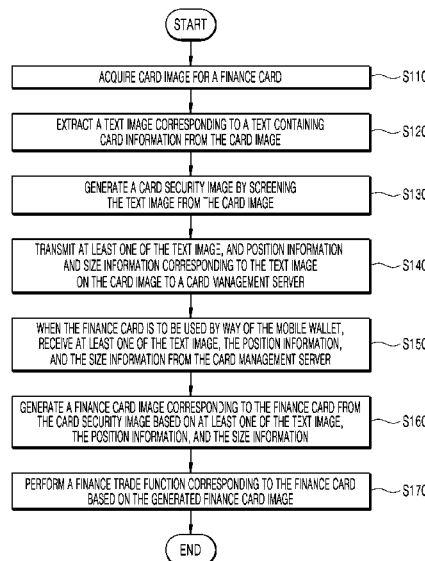 START
ACQUIRE CARD IMAGE FOR A FINANCE CARD
S110
EXTRACT A TEXT IMAGE CORRESPONDING TO A TEXT CONTAINING
CARD INFORMATION FROM THE CARD IMAGE
S120
GENERATE A CARD SECURITY IMAGE BY SCREENING
THE TEXT IMAGE FROM THE CARD IMAGE
S130
TRANSMIT AT LEAST ONE OF THE TEXT IMAGE, AND POSITION INFORMATION
AND SIZE INFORMATION CORRESPONDING TO THE TEXT IMAGE
ON THE CARD IMAGE TO A CARD MANAGEMENT SERVER
S140
WHEN THE FINANCE CARD IS TO BE USED BY WAY OF THE MOBILE WALLET,
RECEIVE AT LEAST ONE OF THE TEXT IMAGE, THE POSITION INFORMATION,
AND THE SIZE INFORMATION FROM THE CARD MANAGEMENT SERVER
S150
GENERATE A FINANCE CARD IMAGE CORRESPONDING TO THE FINANCE CARD FROM
THE CARD SECURITY IMAGE BASED ON AT LEAST ONE OF THE TEXT IMAGE,
THE POSITION INFORMATION, AND THE SIZE INFORMATION
S160
PERFORM A FINANCE TRADE FUNCTION CORRESPONDING TO THE FINANCE CARD
BASED ON THE GENERATED FINANCE CARD IMAGE
S170
END